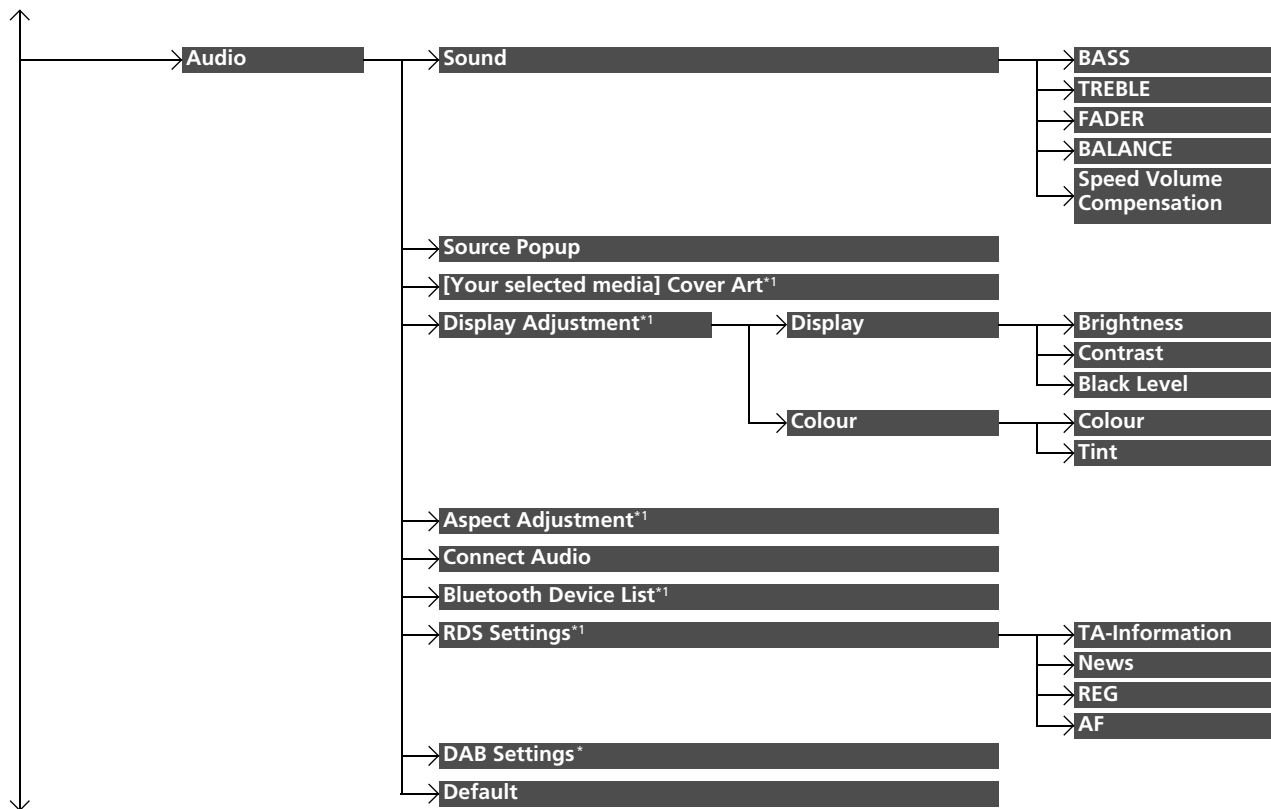 Audio
Sound
BASS
TREBLE
FADER
BALANCE
Speed Volume
Compensation
Source Popup
[Your selected media] Cover Art*1
Display Adjustment*1
Display
Brightness
Contrast
Black Level
Colour
Colour
Tint
Aspect Adjustment*1
Connect Audio
Bluetooth Device List*1
RDS Settings*1
TA-Information
News
REG
AF
DAB Settings*
Default